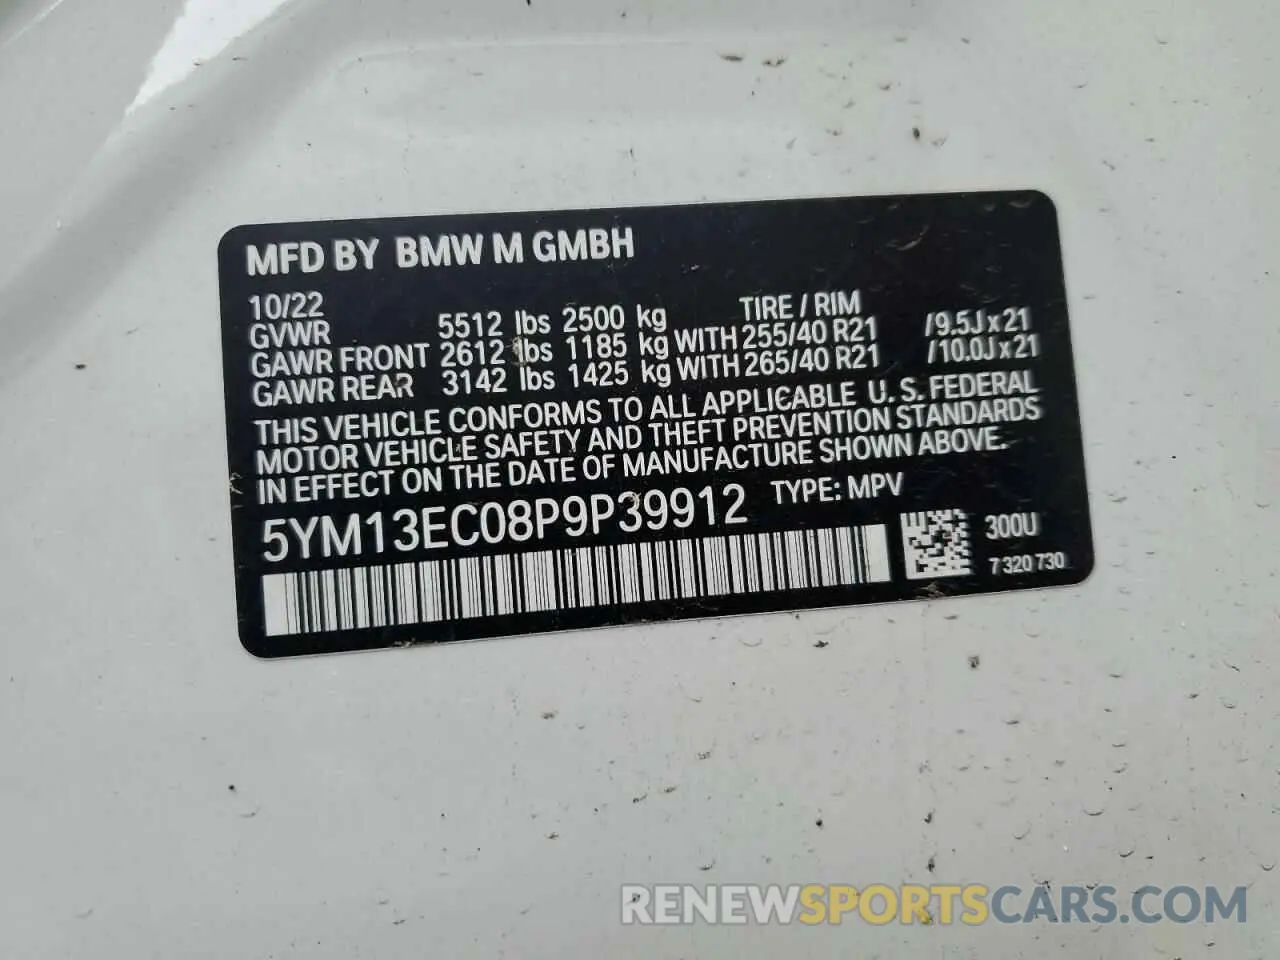 MFD BY BMW M GMBH
10/22 TIRE / RIM
GVWR 5512 lbs 2500 kg
GAWR FRONT 2612 lbs 1185 kg WITH 255/40 R21 /9.5J x 21
GAWR REAR 3142 lbs 1425 kg WITH 265/40 R21 /10.0J x 21
THIS VEHICLE CONFORMS TO ALL APPLICABLE U. S. FEDERAL
MOTOR VEHICLE SAFETY AND THEFT PREVENTION STANDARDS
IN EFFECT ON THE DATE OF MANUFACTURE SHOWN ABOVE.
5YM13EC08P9P39912 TYPE: MPV
300U
7 320 730
RENEWSPORTSCARS.COM